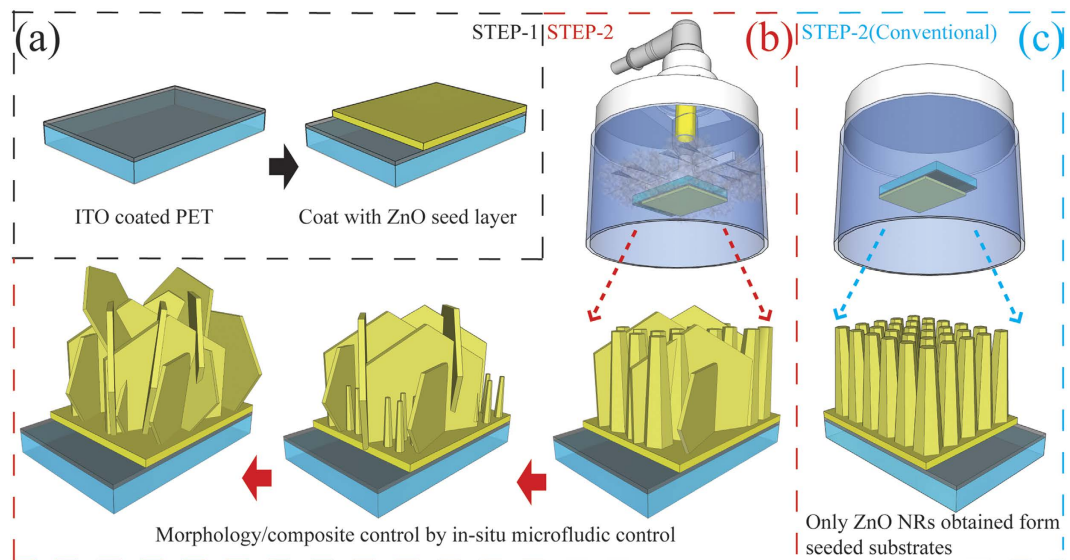 (a)
STEP-1
STEP-2
(b)
STEP-2(Conventional)
(c)
ITO coated PET
Coat with ZnO seed layer
Morphology/composite control by in-situ microfludic control
Only ZnO NRs obtained form
seeded substrates